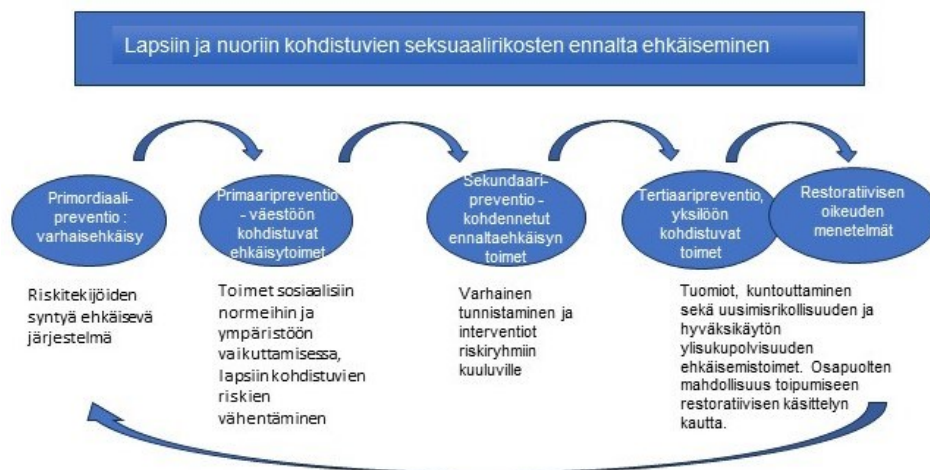 Lapsiin ja nuoriin kohdistuvien seksuaalirikosten ennalta ehkäiseminen
Primordiaali-
preventio :
varhaisehkäisy
Riskitekijöiden
syntyä ehkäisevä
järjestelmä
Primaaripreventio
- väestöön
kohdistuvat
ehkäisytoimet
Toimet sosiaalisiin
normeihin ja
ympäristöön
vaikuttamisessa,
lapsiin kohdistuvien
riskien
vähentäminen
Sekundaari-
preventio -
kohdennetut
ennaltaehkäisyn
toimet
Varhainen
tunnistaminen ja
interventiot
riskiryhmiin
kuuluville
Tertiaaripreventio,
yksilöön
kohdistuvat
toimet
Restoratiivisen
oikeuden
menetelmät
Tuomiot, kuntouttaminen
sekä uusimisrikollisuuden ja
hyväksikäytön
ylisukupolvisuuden
ehkäisemistoimet. Osapuolten
mahdollisuus toipumiseen
restoratiivisen käsittelyn
kautta.